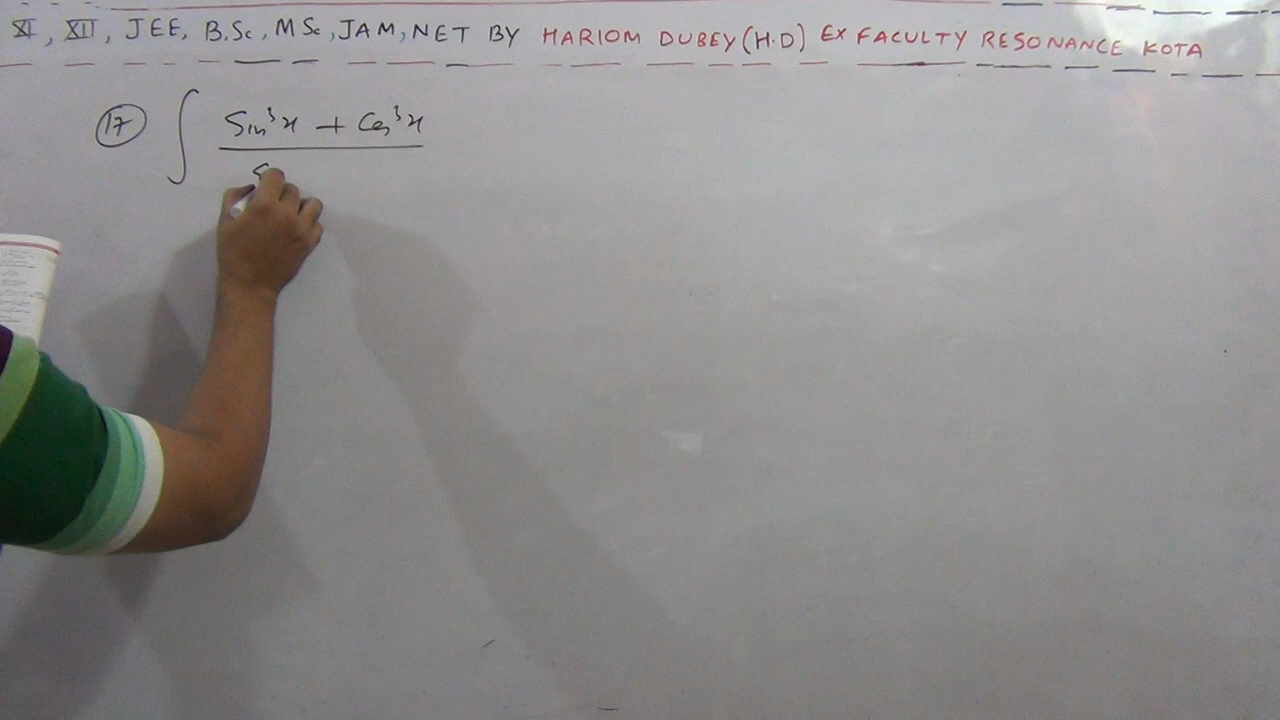 XI, XII, JEE, B.Sc, MSc, JAM, NET BY HARIOM DUBEY(H.D) Ex FACULTY RESONANCE KOTA
17 ∫ Sin³x + Cos³x
S